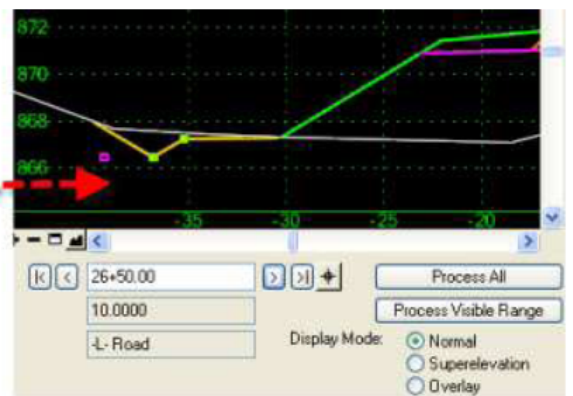 872
870
868
866
-35 -30 -25 -20
26+50.00 Process All
10.0000 Process Visible Range
-L- Road Display Mode: Normal
Superelevation
Overlay